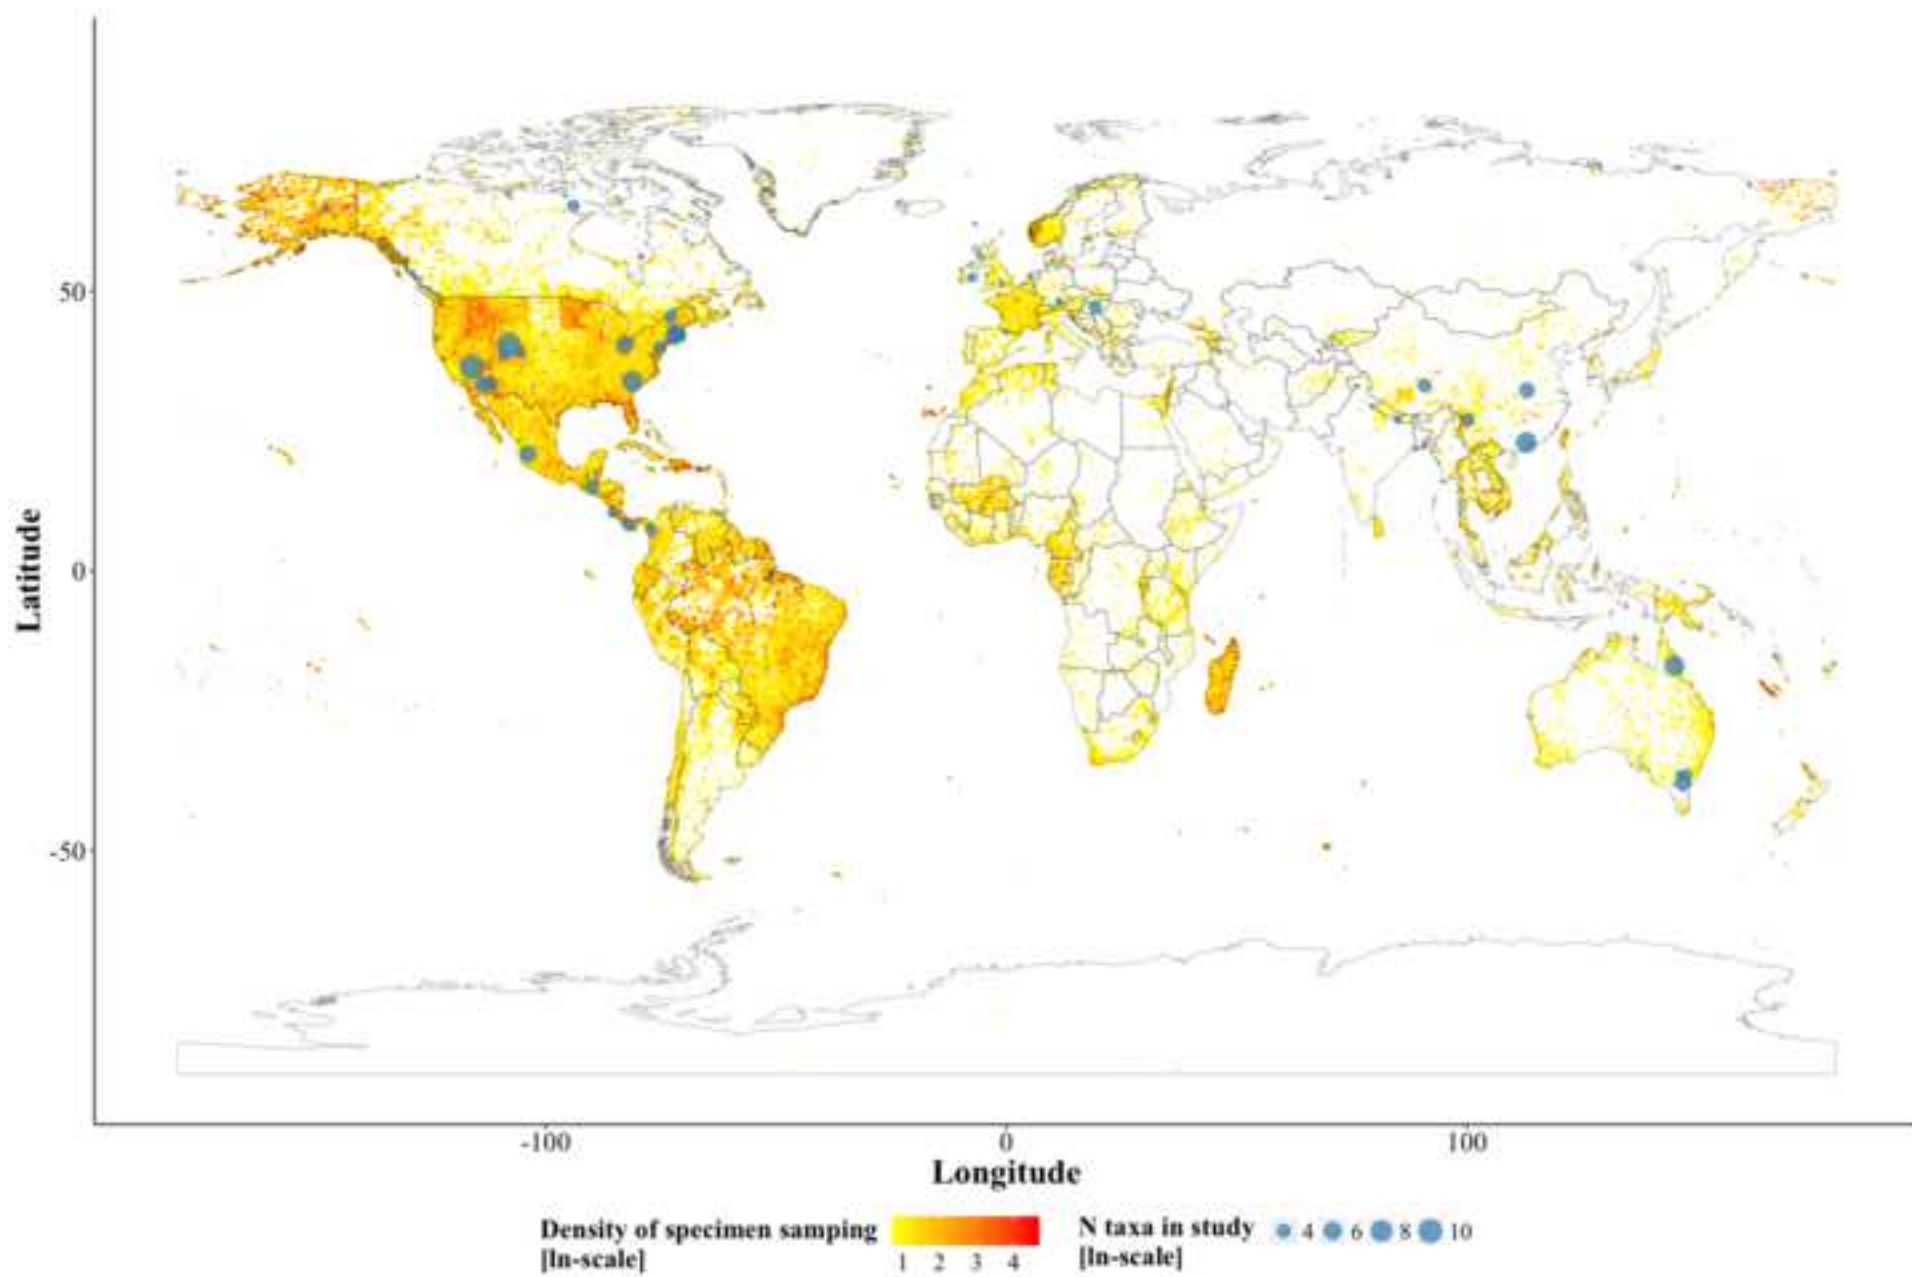 Latitude
50
0
-50
-100 0 100
Longitude
Density of specimen samping
[ln-scale]
1 2 3 4
N taxa in study
[ln-scale]
4 6 8 10